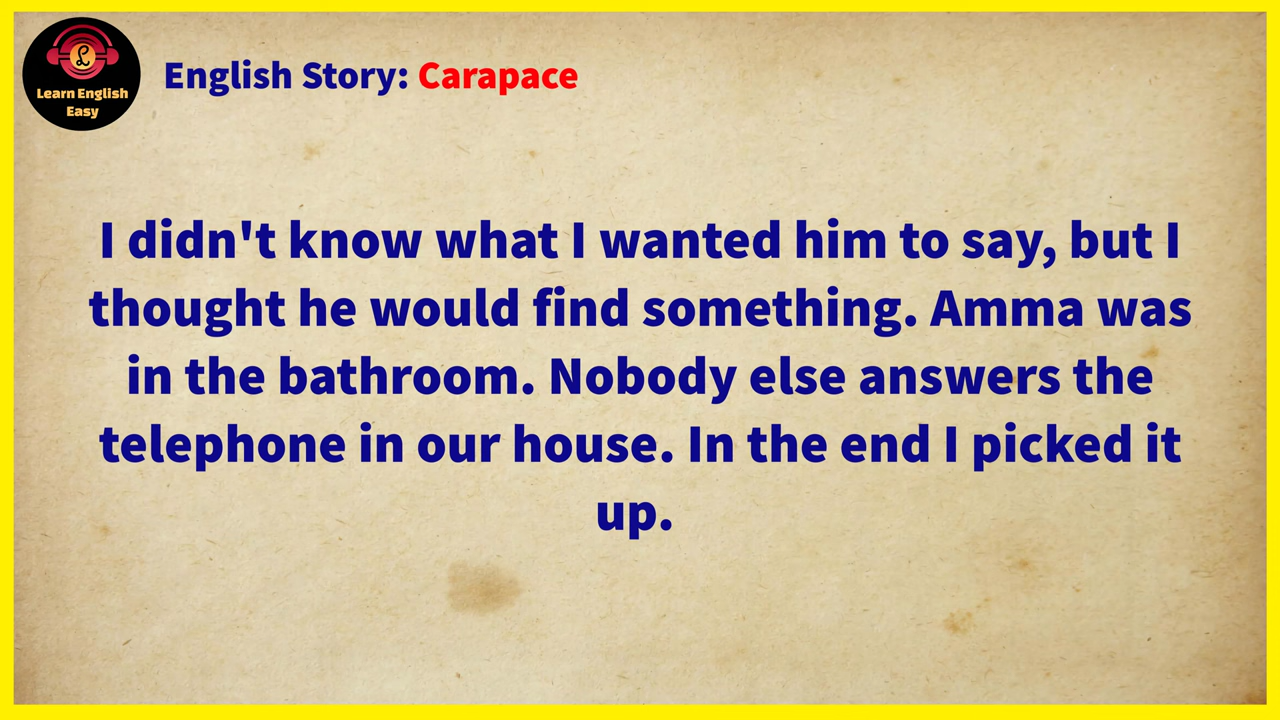 Learn English
Easy
English Story: Carapace
I didn't know what I wanted him to say, but I
thought he would find something. Amma was
in the bathroom. Nobody else answers the
telephone in our house. In the end I picked it
up.